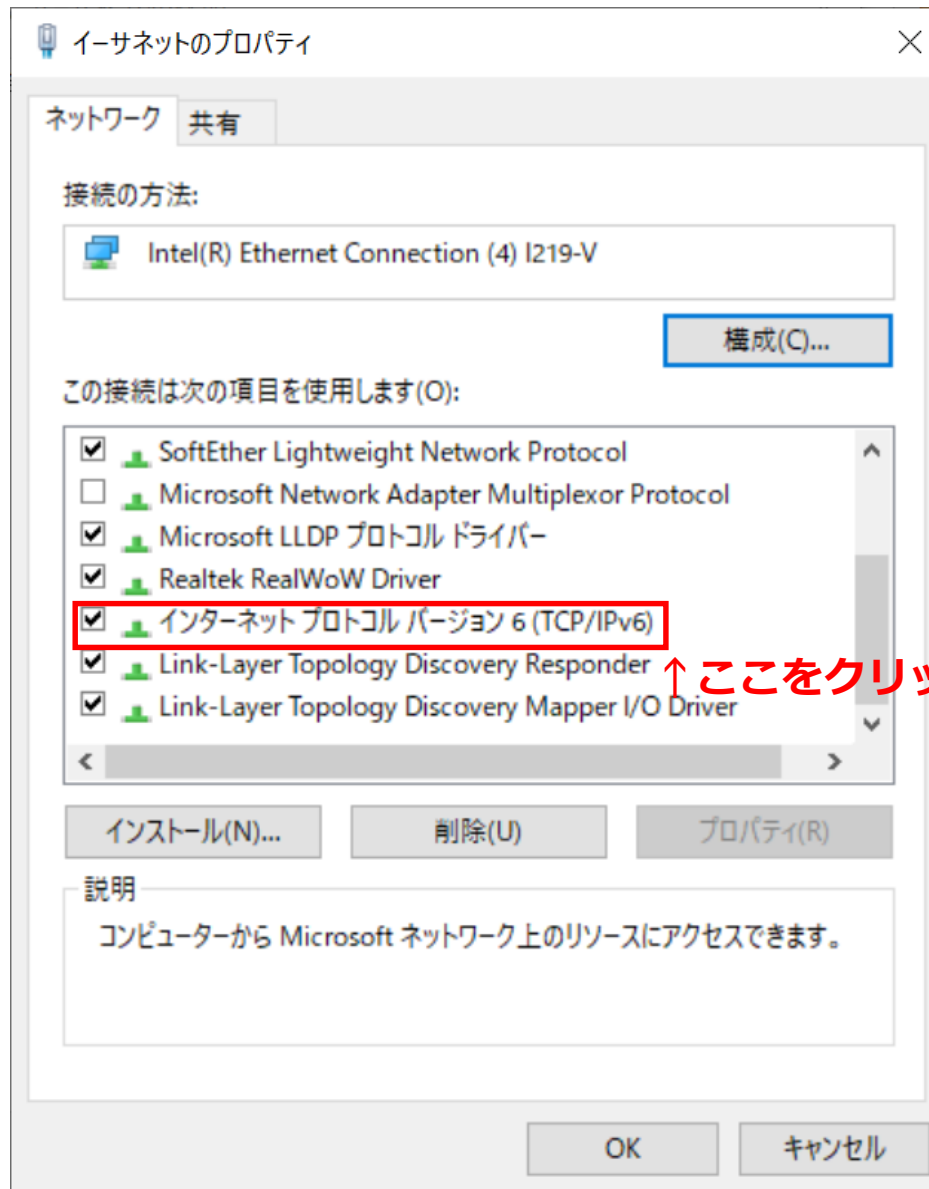 イーサネットのプロパティ
ネットワーク 共有
接続の方法:
Intel(R) Ethernet Connection (4) I219-V
構成(C)...
この接続は次の項目を使用します(O):
SoftEther Lightweight Network Protocol
Microsoft Network Adapter Multiplexor Protocol
Microsoft LLDP プロトコル ドライバー
Realtek RealWoW Driver
インターネット プロトコル バージョン 6 (TCP/IPv6)
Link-Layer Topology Discovery Responder
↑ここをクリッ
Link-Layer Topology Discovery Mapper I/O Driver
インストール(N)... 削除(U) プロパティ(R)
説明
コンピューターから Microsoft ネットワーク上のリソースにアクセスできます。
OK キャンセル